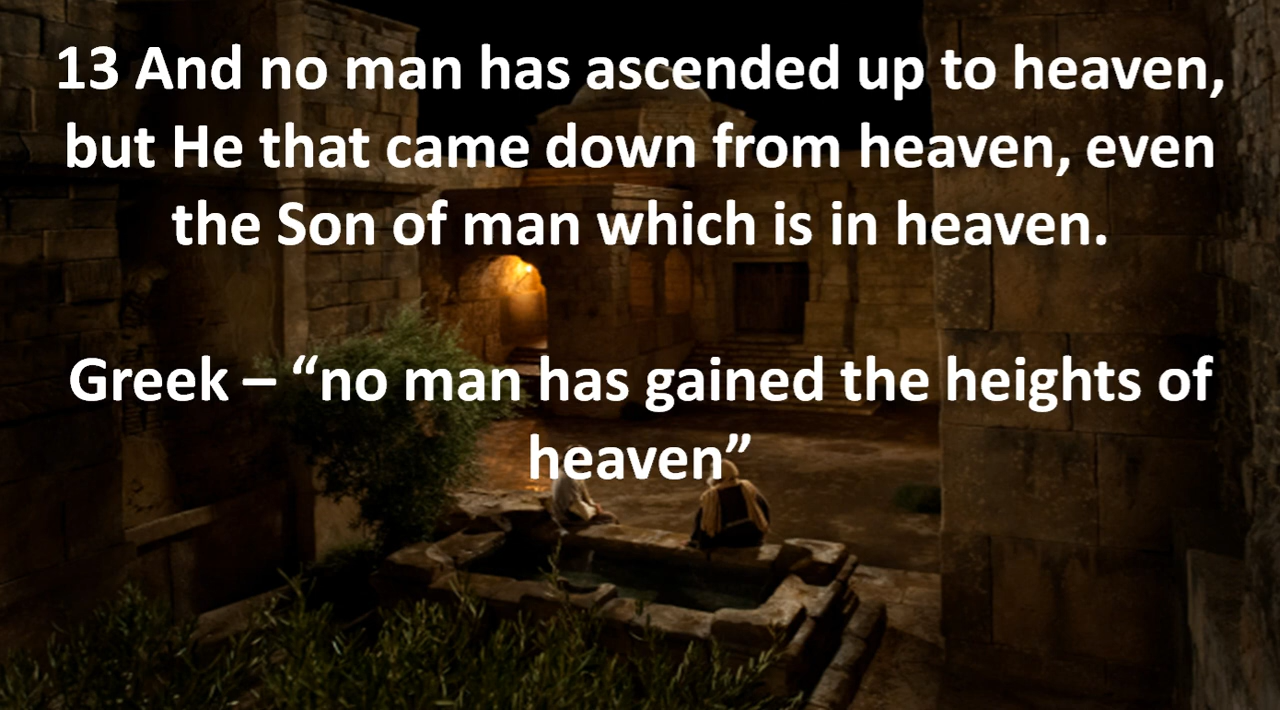 13 And no man has ascended up to heaven,
but He that came down from heaven, even
the Son of man which is in heaven.
Greek – “no man has gained the heights of
heaven”